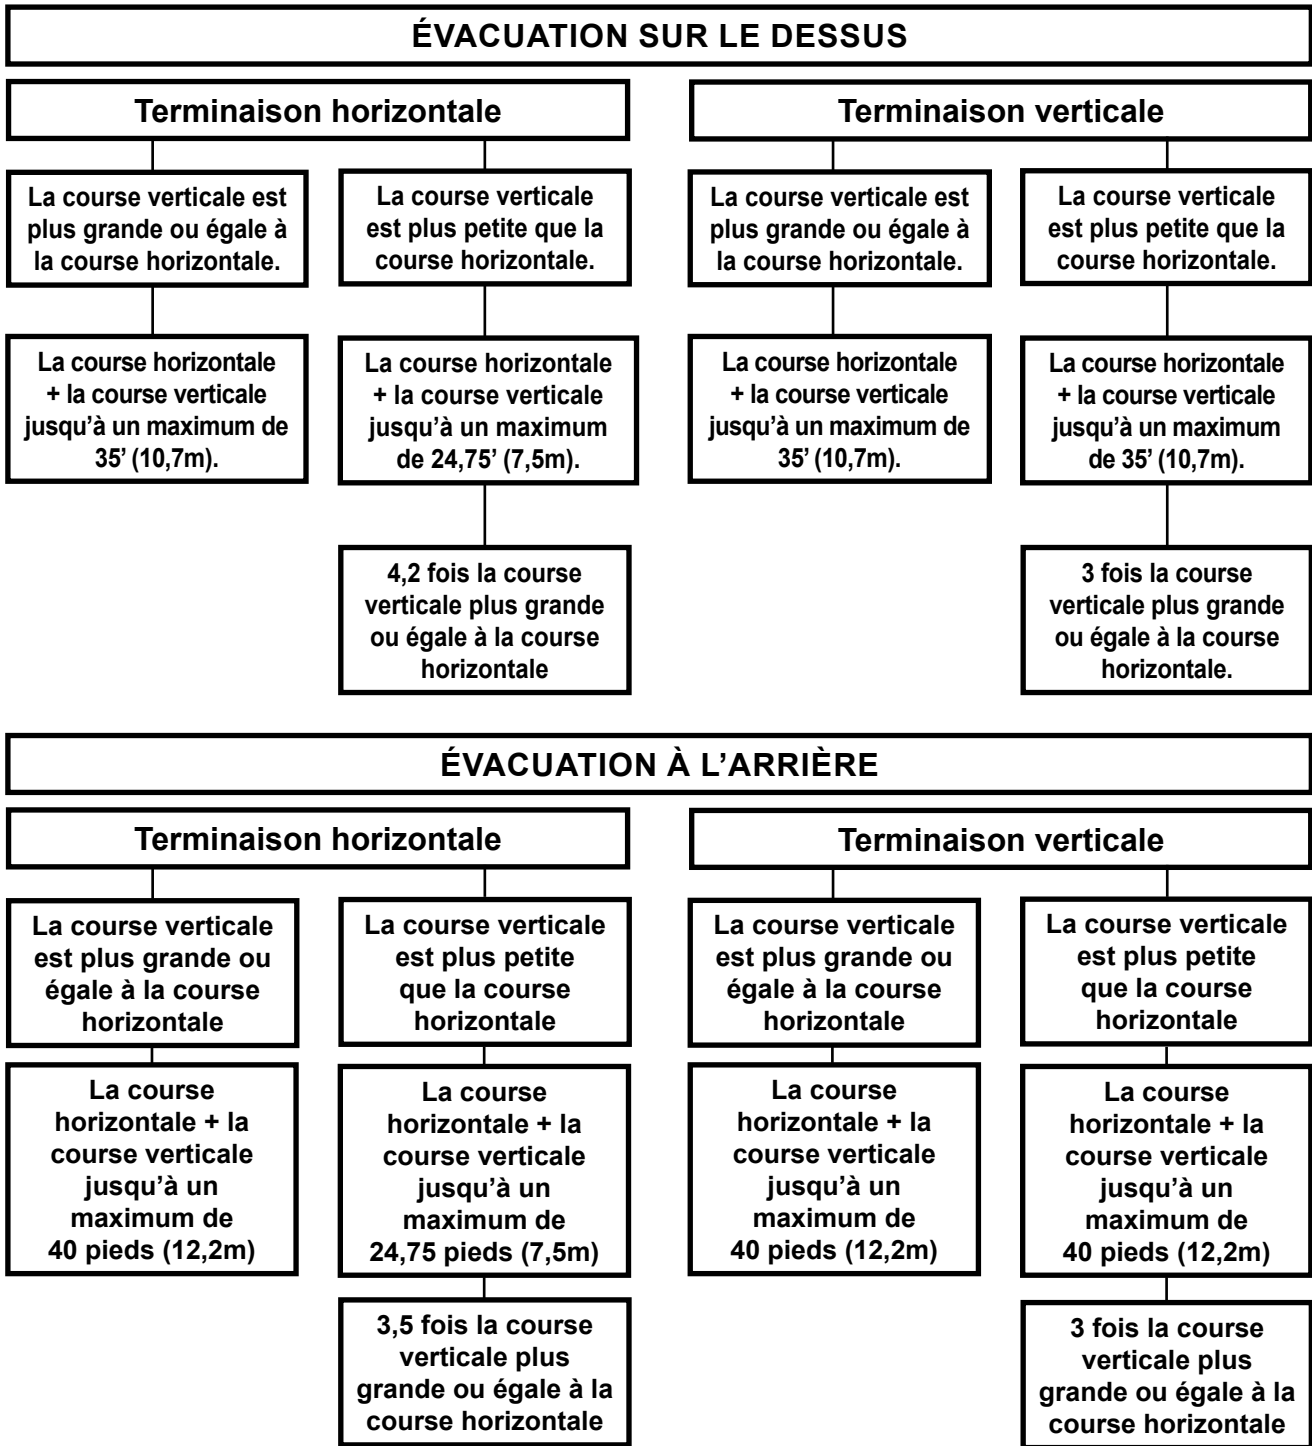 ÉVACUATION SUR LE DESSUS
Terminaison horizontale
La course verticale est
plus grande ou égale à
la course horizontale.
La course horizontale
+ la course verticale
jusqu’à un maximum de
35’ (10,7m).
La course verticale
est plus petite que la
course horizontale.
La course horizontale
+ la course verticale
jusqu’à un maximum
de 24,75’ (7,5m).
4,2 fois la course
verticale plus grande
ou égale à la course
horizontale
Terminaison verticale
La course verticale est
plus grande ou égale à
la course horizontale.
La course horizontale
+ la course verticale
jusqu’à un maximum de
35’ (10,7m).
La course verticale
est plus petite que la
course horizontale.
La course horizontale
+ la course verticale
jusqu’à un maximum
de 35’ (10,7m).
3 fois la course
verticale plus grande
ou égale à la course
horizontale.
ÉVACUATION À L’ARRIÈRE
Terminaison horizontale
La course verticale
est plus grande ou
égale à la course
horizontale
La course
horizontale + la
course verticale
jusqu’à un
maximum de
40 pieds (12,2m)
La course verticale
est plus petite
que la course
horizontale
La course
horizontale + la
course verticale
jusqu’à un
maximum de
24,75 pieds (7,5m)
3,5 fois la course
verticale plus
grande ou égale à la
course horizontale
Terminaison verticale
La course verticale
est plus grande ou
égale à la course
horizontale
La course
horizontale + la
course verticale
jusqu’à un
maximum de
40 pieds (12,2m)
La course verticale
est plus petite
que la course
horizontale
La course
horizontale + la
course verticale
jusqu’à un
maximum de
40 pieds (12,2m)
3 fois la course
verticale plus
grande ou égale à la
course horizontale